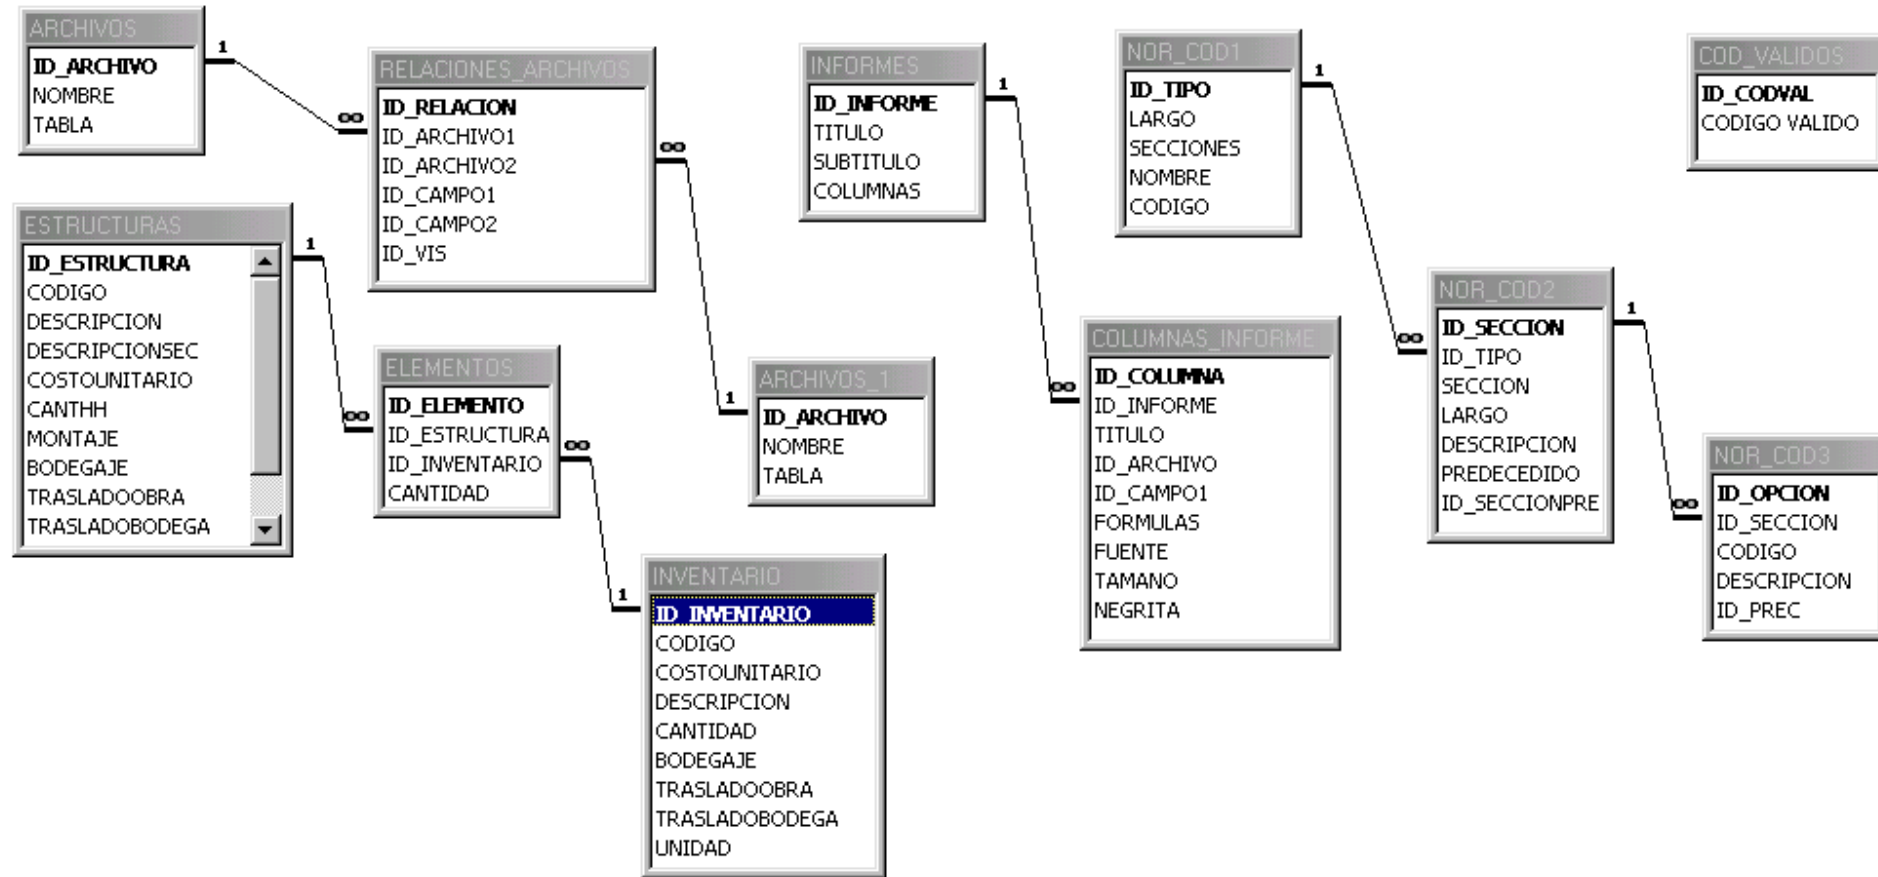 ARCHIVOS
ID_ARCHIVO
NOMBRE
TABLA
1
∞
RELACIONES_ARCHIVOS
ID_RELACION
ID_ARCHIVO1
ID_ARCHIVO2
ID_CAMPO1
ID_CAMPO2
ID_VIS
∞
1
ARCHIVOS_1
ID_ARCHIVO
NOMBRE
TABLA
ESTRUCTURAS
ID_ESTRUCTURA
CODIGO
DESCRIPCION
DESCRIPCIONSEC
COSTOUNITARIO
CANTHH
MONTAJE
BODEGAJE
TRASLADOOBRA
TRASLADOBODEGA
1
∞
ELEMENTOS
ID_ELEMENTO
ID_ESTRUCTURA
ID_INVENTARIO
CANTIDAD
∞
1
INVENTARIO
ID_INVENTARIO
CODIGO
COSTOUNITARIO
DESCRIPCION
CANTIDAD
BODEGAJE
TRASLADOOBRA
TRASLADOBODEGA
UNIDAD
INFORMES
ID_INFORME
TITULO
SUBTITULO
COLUMNAS
1
∞
COLUMNAS_INFORME
ID_COLUMNA
ID_INFORME
TITULO
ID_ARCHIVO
ID_CAMPO1
FORMULAS
FUENTE
TAMANO
NEGRITA
NOR_COD1
ID_TIPO
LARGO
SECCIONES
NOMBRE
CODIGO
1
∞
NOR_COD2
ID_SECCION
ID_TIPO
SECCION
LARGO
DESCRIPCION
PREDECEDIDO
ID_SECCIONPRE
1
∞
NOR_COD3
ID_OPCION
ID_SECCION
CODIGO
DESCRIPCION
ID_PREC
COD_VALIDOS
ID_CODVAL
CODIGO VALIDO